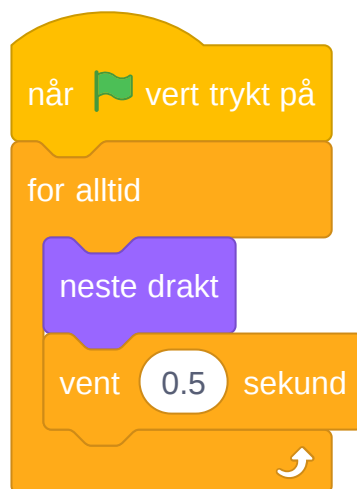 når vert trykt på
for alltid
neste drakt
vent 0.5 sekund